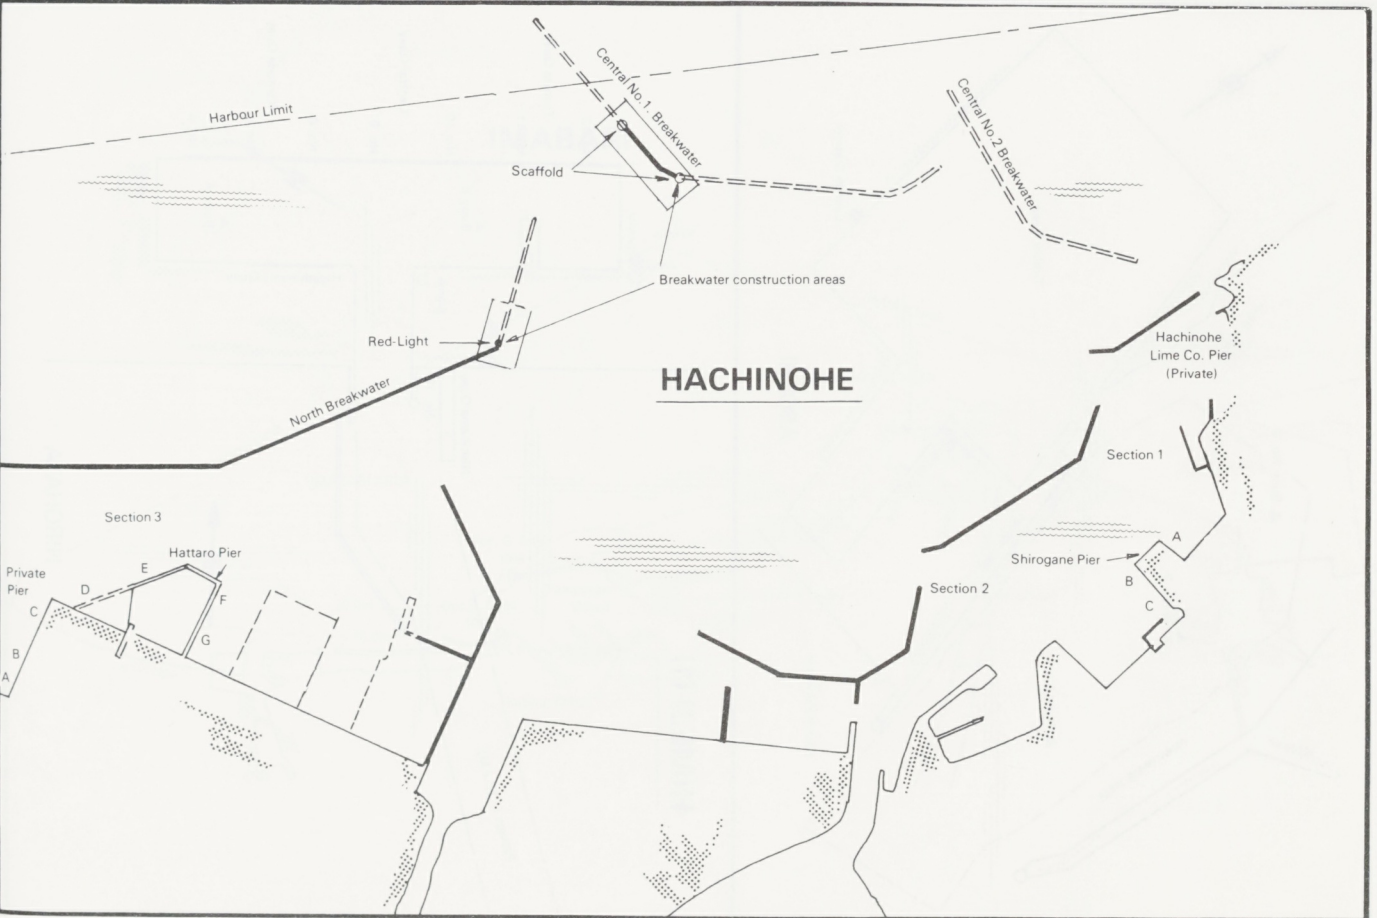 Harbour Limit
Central No.1. Breakwater
Central No.2 Breakwater
Scaffold
Breakwater construction areas
Red-Light
North Breakwater
HACHINOHE
Hachinohe
Lime Co. Pier
(Private)
Section 1
Section 3
Hattaro Pier
Private
Pier
A
B
C
D
E
F
G
Shirogane Pier
A
B
C
Section 2